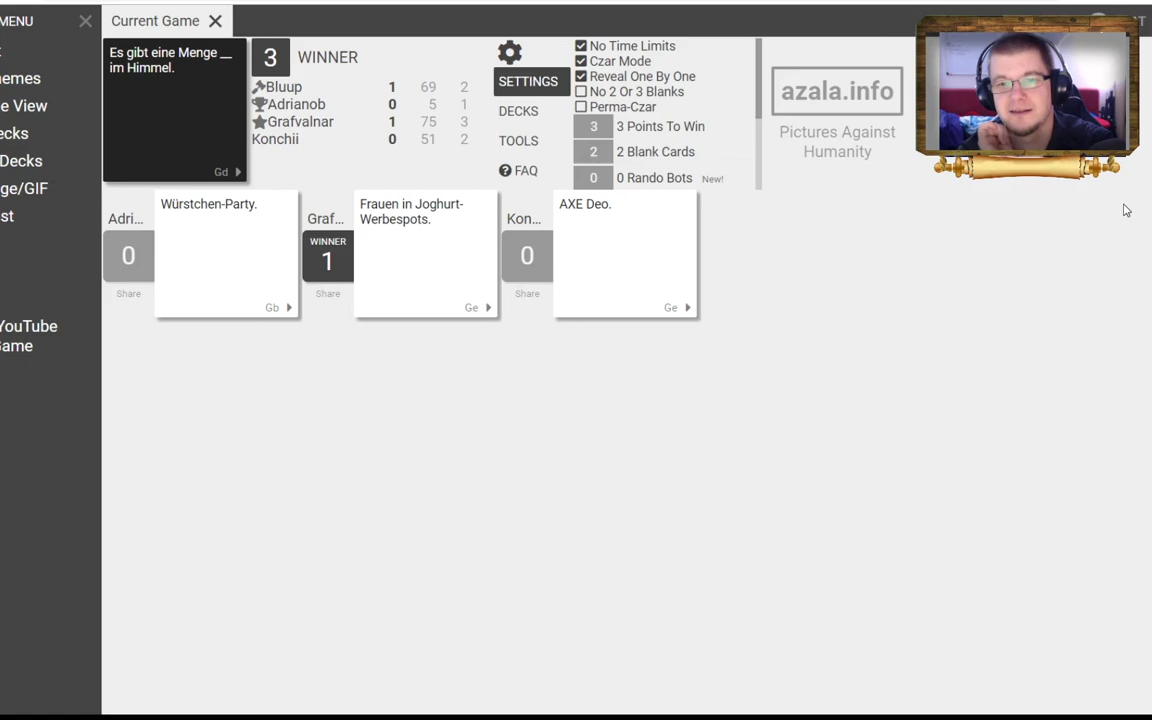 MENU
Current Game
Es gibt eine Menge __
im Himmel.
Gd
3 WINNER
Bluup 1 69 2
Adrianob 0 5 1
Grafvalnar 1 75 3
Konchii 0 51 2
SETTINGS
DECKS
TOOLS
FAQ
No Time Limits
Czar Mode
Reveal One By One
No 2 Or 3 Blanks
Perma-Czar
3 3 Points To Win
2 2 Blank Cards
0 0 Rando Bots New!
azala.info
Pictures Against
Humanity
emes
e View
ecks
Decks
ge/GIF
st
YouTube
Game
Adri...
0
Share
Würstchen-Party.
Gb
Graf...
WINNER
1
Share
Frauen in Joghurt-
Werbespots.
Ge
Kon...
0
Share
AXE Deo.
Ge